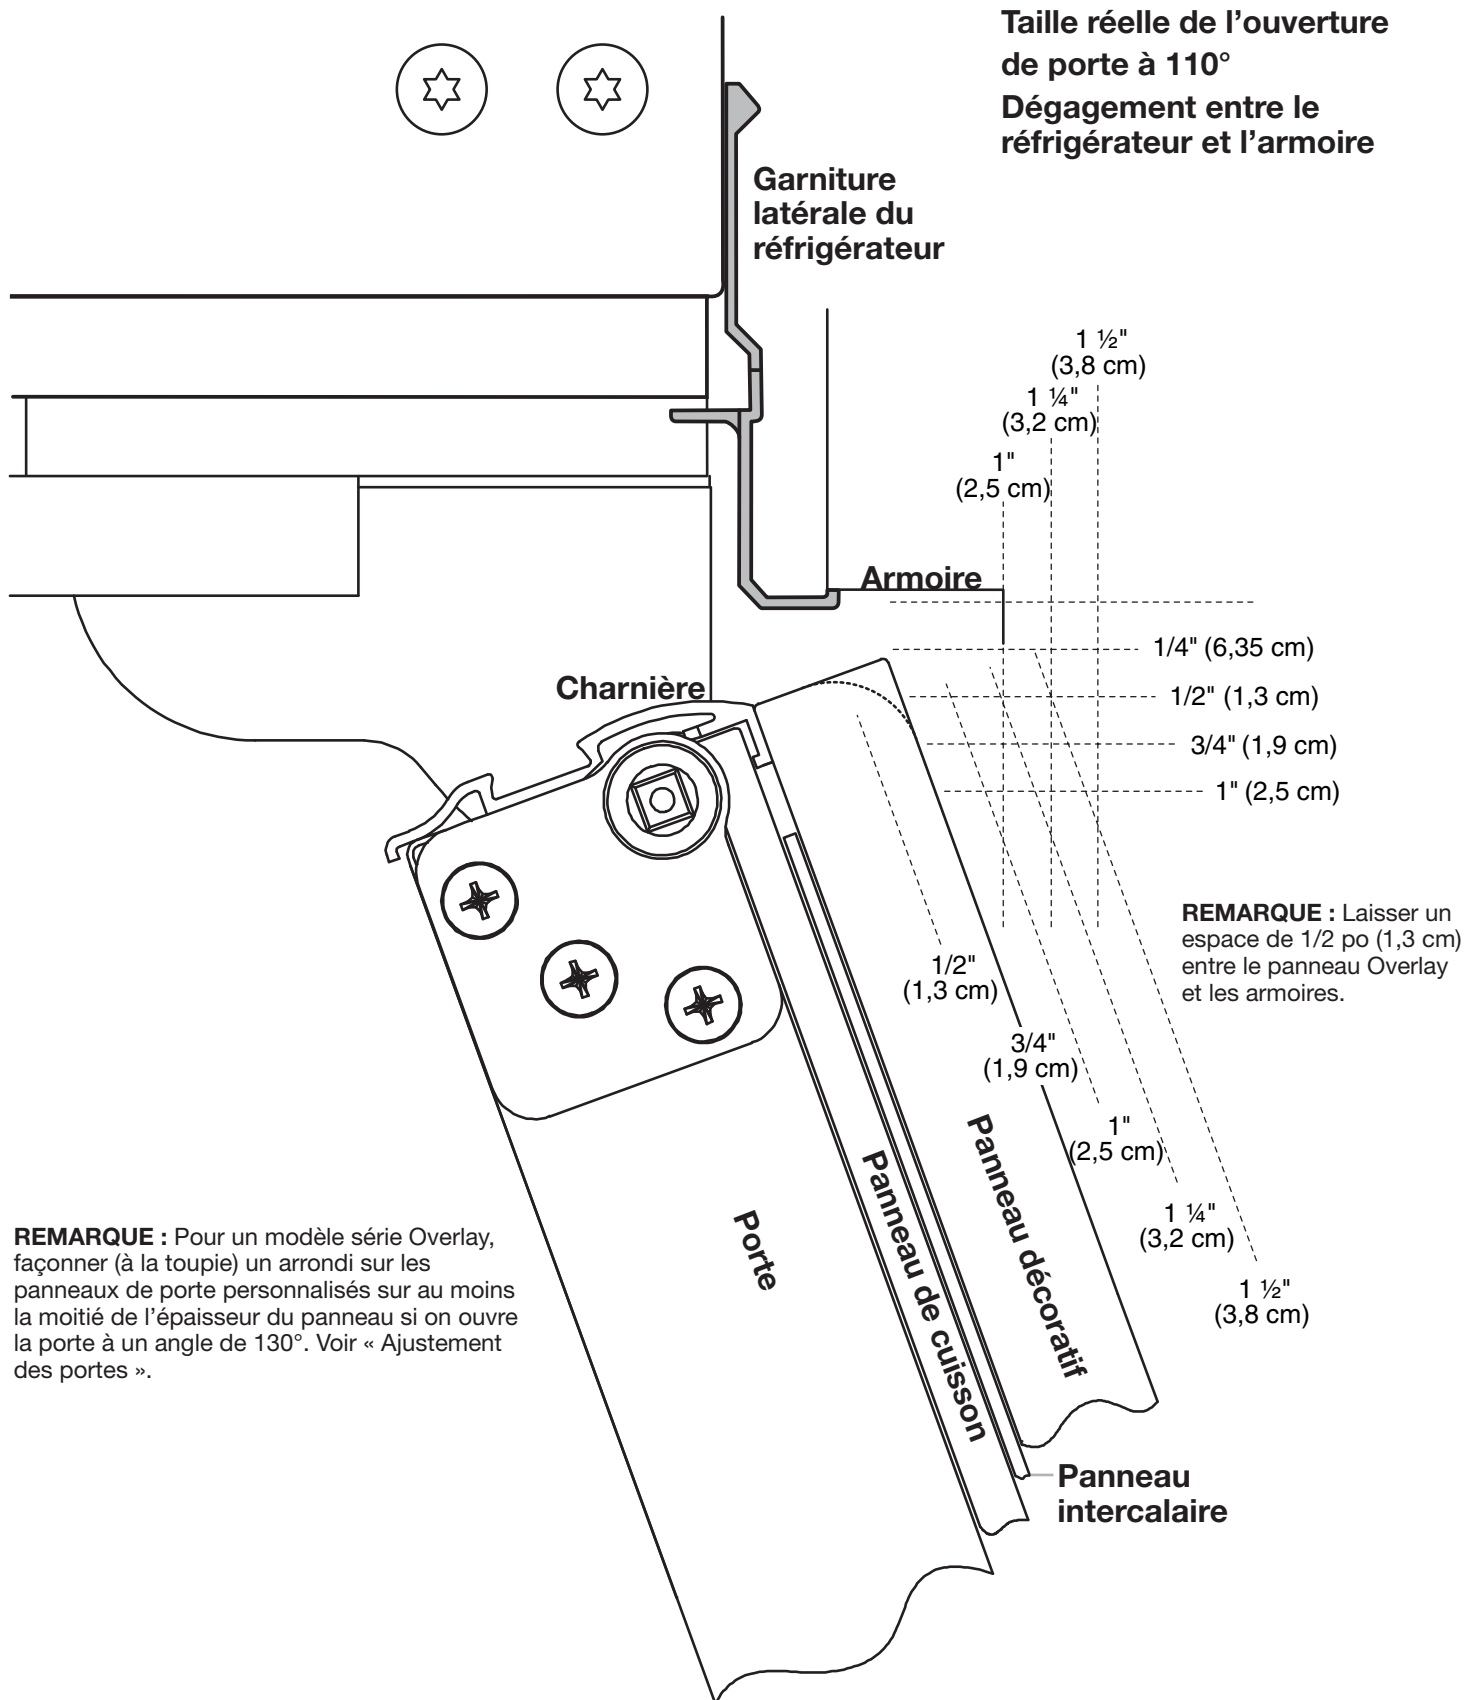 Taille réelle de l’ouverture
de porte à 110°
Dégagement entre le
réfrigérateur et l’armoire
Garniture
latérale du
réfrigérateur
1 ½"
(3,8 cm)
1 ¼"
(3,2 cm)
1"
(2,5 cm)
Armoire
1/4" (6,35 cm)
Charnière
1/2" (1,3 cm)
3/4" (1,9 cm)
1" (2,5 cm)
REMARQUE : Laisser un
espace de 1/2 po (1,3 cm)
entre le panneau Overlay
et les armoires.
1/2"
(1,3 cm)
3/4"
(1,9 cm)
1"
(2,5 cm)
1 ¼"
(3,2 cm)
1 ½"
(3,8 cm)
Porte
Panneau de cuisson
Panneau décoratif
REMARQUE : Pour un modèle série Overlay,
façonner (à la toupie) un arrondi sur les
panneaux de porte personnalisés sur au moins
la moitié de l’épaisseur du panneau si on ouvre
la porte à un angle de 130°. Voir « Ajustement
des portes ».
Panneau
intercalaire